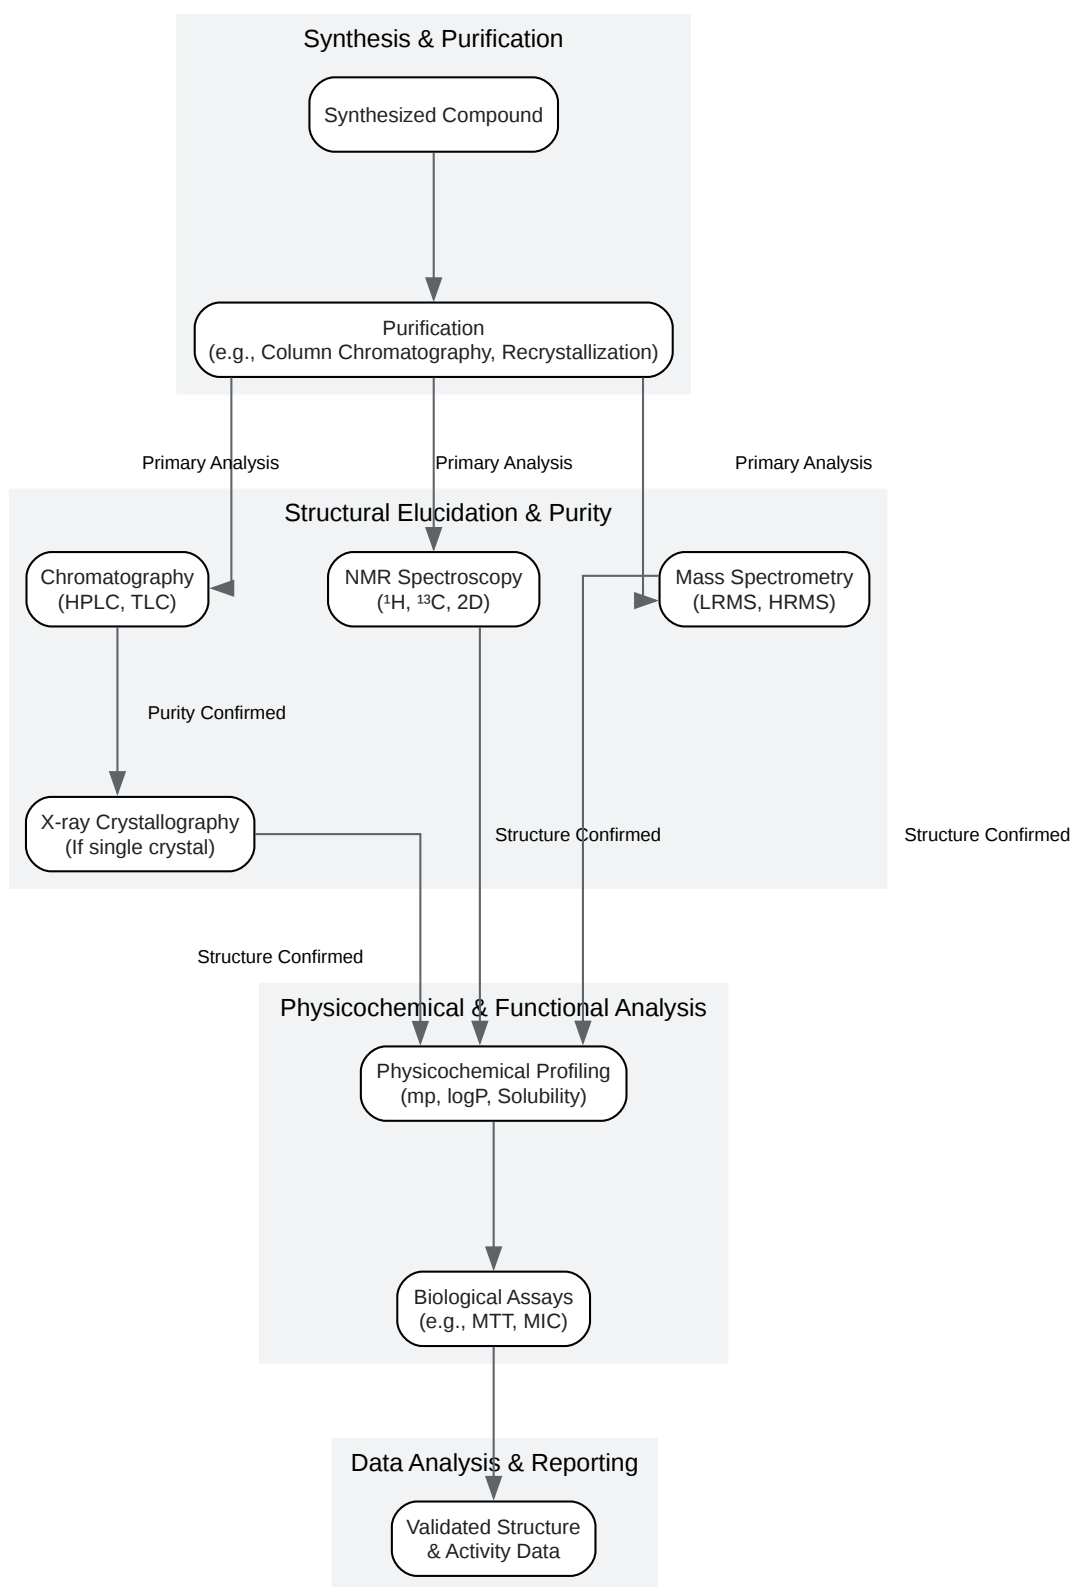 Synthesis & Purification
Synthesized Compound
Purification
(e.g., Column Chromatography, Recrystallization)
Primary Analysis
Primary Analysis
Primary Analysis
Structural Elucidation & Purity
Chromatography
(HPLC, TLC)
NMR Spectroscopy
(¹H, ¹³C, 2D)
Mass Spectrometry
(LRMS, HRMS)
Purity Confirmed
X-ray Crystallography
(If single crystal)
Structure Confirmed
Structure Confirmed
Structure Confirmed
Physicochemical & Functional Analysis
Physicochemical Profiling
(mp, logP, Solubility)
Biological Assays
(e.g., MTT, MIC)
Data Analysis & Reporting
Validated Structure
& Activity Data